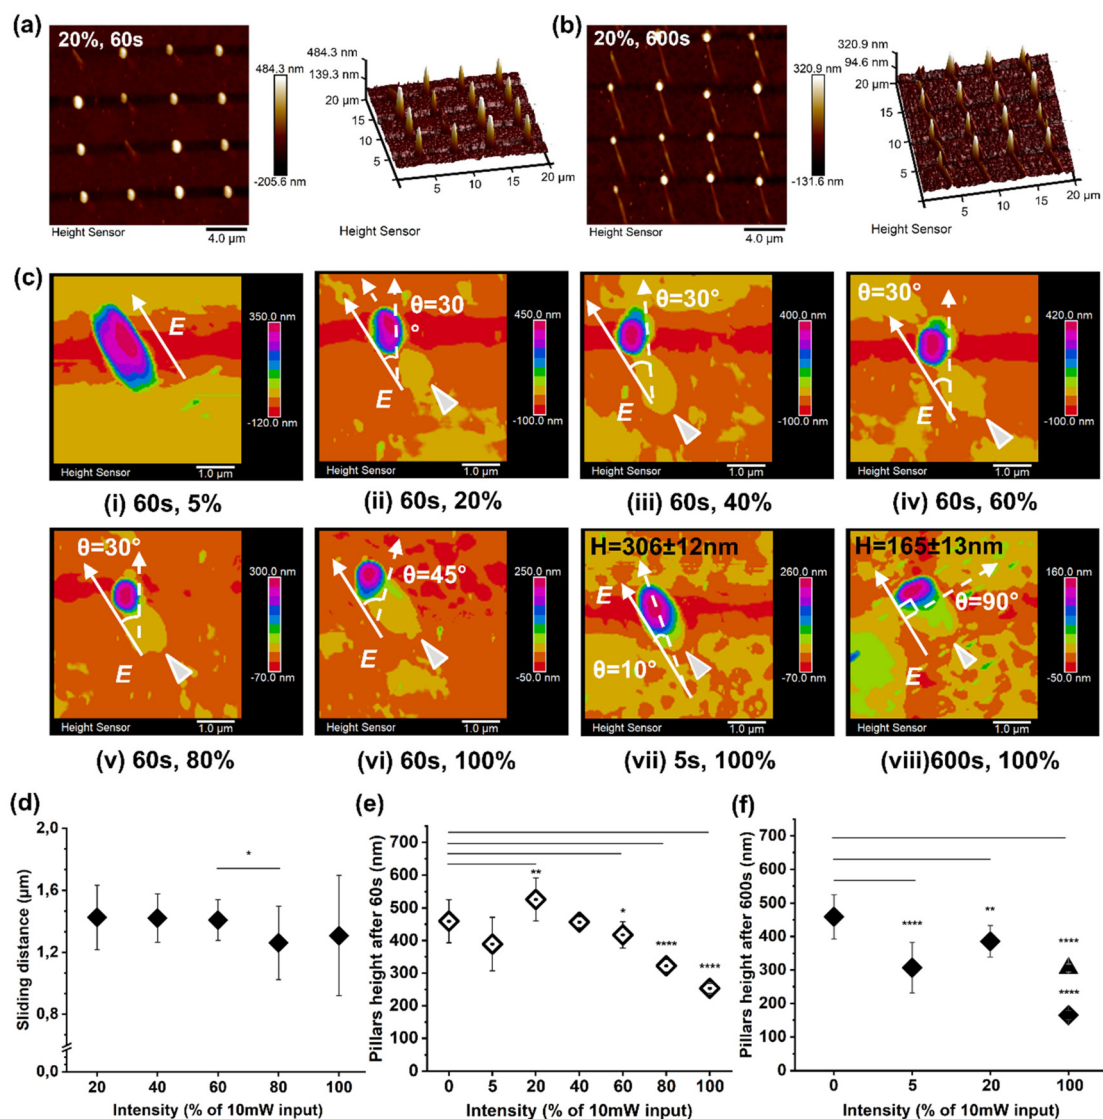 (a)
20%, 60s
484.3 nm
-205.6 nm
4.0 µm
484.3 nm
139.3 nm
20 µm
15
10
5
5
10
15
20 µm
Height Sensor
Height Sensor
(b)
20%, 600s
320.9 nm
-131.6 nm
4.0 µm
320.9 nm
94.6 nm
20 µm
15
10
5
5
10
15
20 µm
Height Sensor
Height Sensor
(c)
E
350.0 nm
-120.0 nm
Height Sensor
1.0 µm
(i) 60s, 5%
θ=30
°
E
450.0 nm
-100.0 nm
Height Sensor
1.0 µm
(ii) 60s, 20%
θ=30°
E
400.0 nm
-100.0 nm
Height Sensor
1.0 µm
(iii) 60s, 40%
θ=30°
E
420.0 nm
-100.0 nm
Height Sensor
1.0 µm
(iv) 60s, 60%
θ=30°
E
300.0 nm
-70.0 nm
Height Sensor
1.0 µm
(v) 60s, 80%
θ=45°
E
250.0 nm
-50.0 nm
Height Sensor
1.0 µm
(vi) 60s, 100%
H=306±12nm
E
θ=10°
260.0 nm
-70.0 nm
Height Sensor
1.0 µm
(vii) 5s, 100%
H=165±13nm
θ=90°
E
160.0 nm
-50.0 nm
Height Sensor
1.0 µm
(viii)600s, 100%
(d)
Sliding distance (µm)
2,0
1,6
1,2
0,8
0,0
*
20 40 60 80 100
Intensity (% of 10mW input)
(e)
Pillars height after 60s (nm)
700
600
500
400
300
200
100
0
**
*
****
****
0 5 20 40 60 80 100
Intensity (% of 10mW input)
(f)
Pillars height after 600s (nm)
700
600
500
400
300
200
100
0
****
**
****
****
0 5 20 100
Intensity (% of 10mW input)